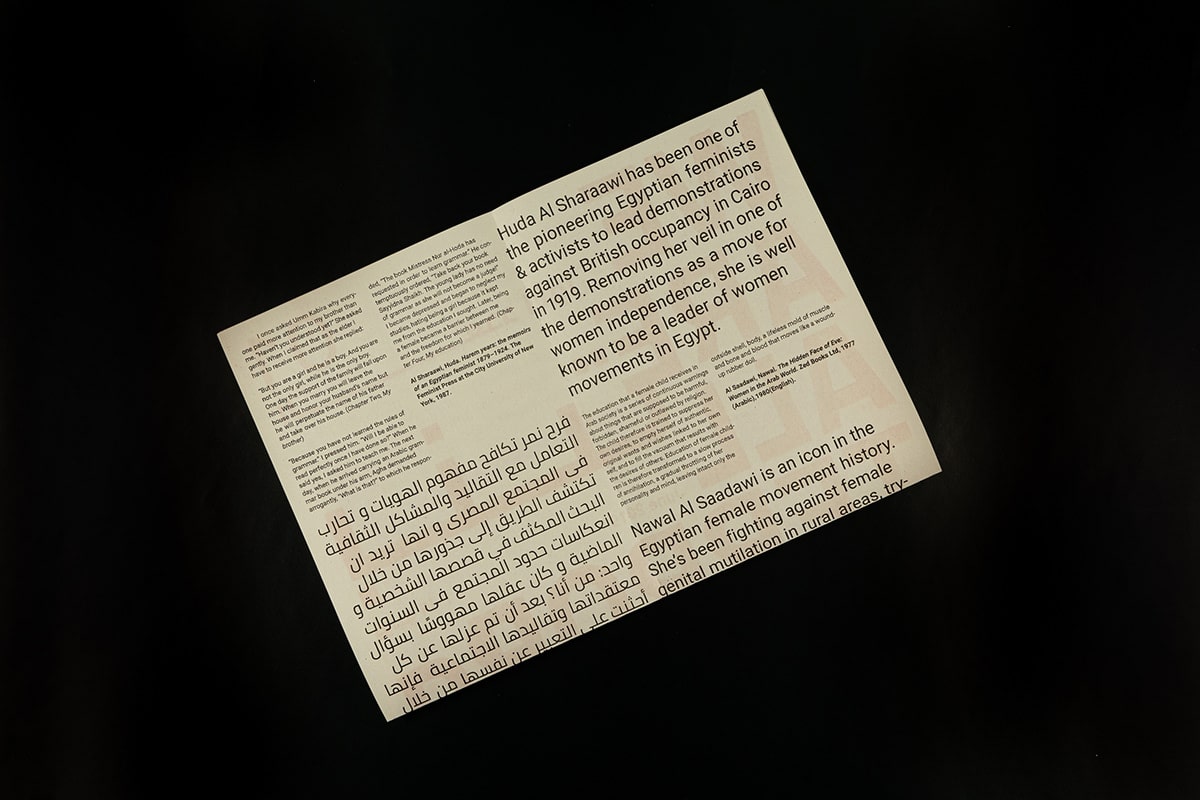 I once asked Umm Kabira why every-
one paid more attention to my brother than
me. "Haven't you understood yet?" She asked
gently. When I claimed that as the elder I
have to receive more attention she replied:
"But you are a girl and he is a boy. And you are
not the only girl, while he is the only boy.
One day the support of the family will fall upon
him. When you marry you will leave the
house and honor your husband's name but
he will perpetuate the name of his father
and take over his house. (Chapter Two, My
brother)
"Because you have not learned the rules of
grammar." I pressed him. "Will I be able to
read perfectly once I have done so?" When he
said yes, I asked him to teach me. The next
day, when he arrived carrying an Arabic gram-
mar book under his arm, Agha demanded
arrogantly, "What is that?" to which he respon-
ded, "The book Mistress Nur al-Hoda has
requested in order to learn grammar." He con-
temptuously ordered, "Take back your book
Sayyidna Shaikh. The young lady has no need
of grammar as she will not become a judge!"
I became depressed and began to neglect my
studies, hating being a girl because it kept
me from the education I sought. Later, being
a female became a barrier between me
and the freedom for which I yearned. (Chap-
ter Four, My education)
Al Sharaawi, Huda. Harem years: the memoirs
of an Egyptian feminist 1879–1924. The
Feminist Press at the City University of New
York, 1987.
فرح نمر تكافح مفهوم الهويات و تحارب
التعامل مع التقاليد والمشاكل الثقافية
في المجتمع المصرى و انها تريد ان
تكتشف الطريق إلى جذورها من خلال
البحث المكثف في قصصها الشخصية و
انعكاسات حدود المجتمع فى السنوات
الماضية و كان عقلها مهووسًا بسؤال
واحد: من أنا؟ بعد أن تم عزلها عن كل
معتقداتها وتقاليدها الاجتماعية فإنها
أجثتت على التعبير عن نفسها من خلال
Huda Al Sharaawi has been one of
the pioneering Egyptian feminists
& activists to lead demonstrations
against British occupancy in Cairo
in 1919. Removing her veil in one of
the demonstrations as a move for
women independence, she is well
known to be a leader of women
movements in Egypt.
The education that a female child receives in
Arab society is a series of continuous warnings
about things that are supposed to be harmful,
forbidden, shameful or outlawed by religion.
The child therefore is trained to suppress her
own desires, to empty herself of authentic,
original wants and wishes linked to her own
self, and to fill the vacuum that results with
the desires of others. Education of female child-
ren is therefore transformed to a slow process
of annihilation, a gradual throttling of her
personality and mind, leaving intact only the
outside shell, body, a lifeless mold of muscle
and bone and blood that moves like a wound-
up rubber doll.
Al Saadawi, Nawal. The Hidden Face of Eve:
Women in the Arab World. Zed Books Ltd, 1977
(Arabic),1980(English).
Nawal Al Saadawi is an icon in the
Egyptian female movement history.
She's been fighting against female
genital mutilation in rural areas, try-